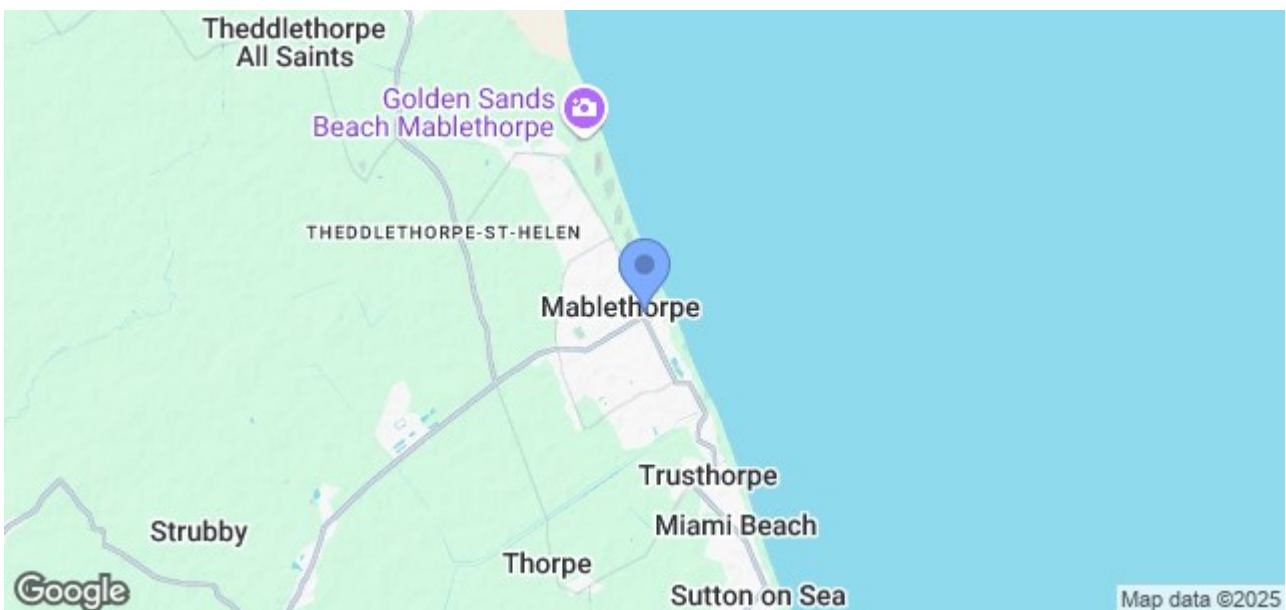 Theddlethorpe
All Saints
Golden Sands
Beach Mablethorpe
THEDDLETHORPE-ST-HELEN
Mablethorpe
Trusthorpe
Miami Beach
Strubby
Thorpe
Sutton on Sea
Google
Map data ©2025